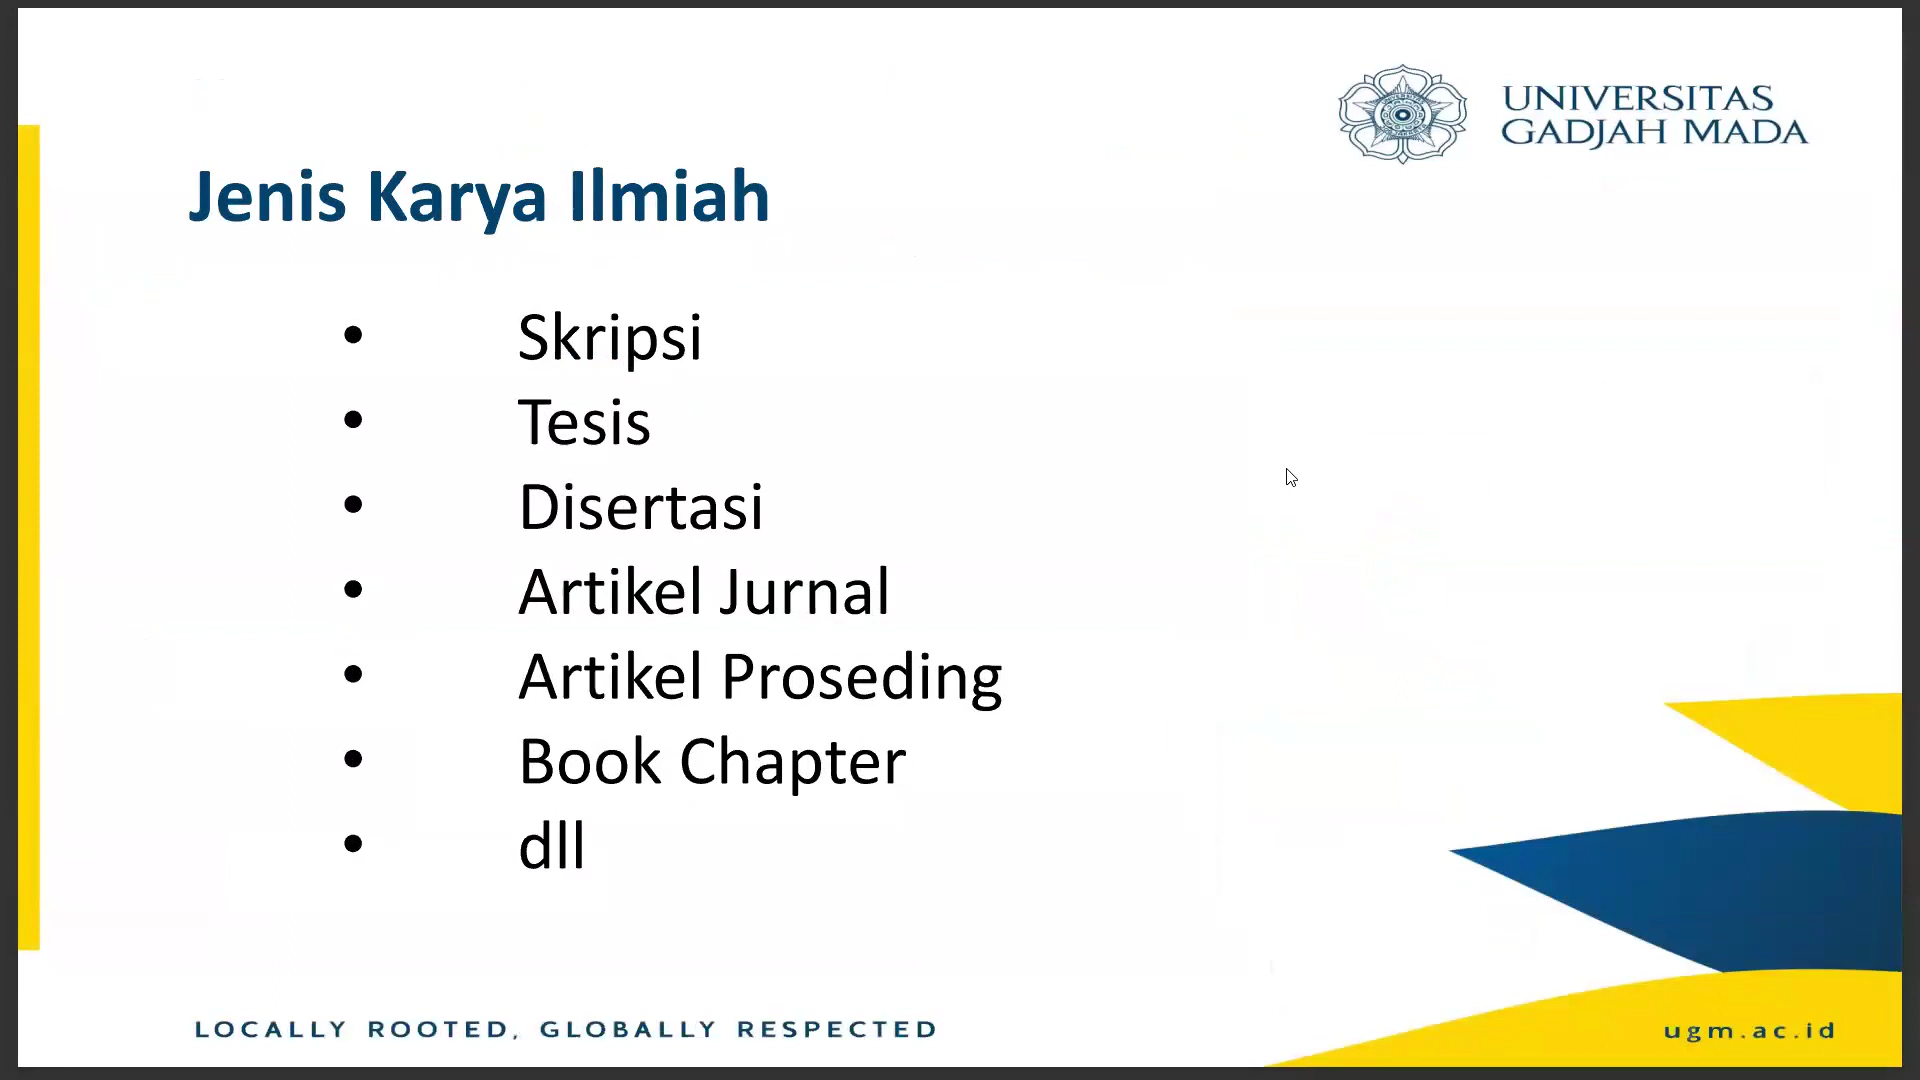 UNIVERSITAS
GADJAH MADA
Jenis Karya Ilmiah
• Skripsi
• Tesis
• Disertasi
• Artikel Jurnal
• Artikel Proseding
• Book Chapter
• dll
LOCALLY ROOTED, GLOBALLY RESPECTED
ugm.ac.id